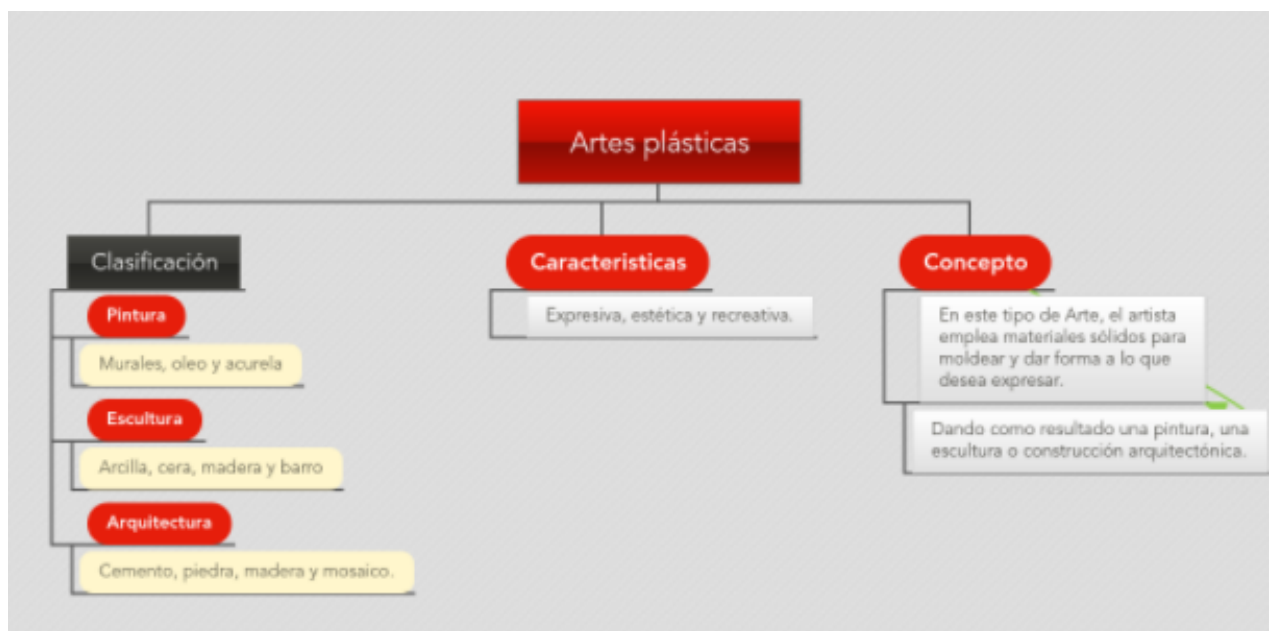 Artes plásticas
Clasificación
Pintura
Murales, oleo y acurela
Escultura
Arcilla, cera, madera y barro
Arquitectura
Cemento, piedra, madera y mosaico.
Caracteristicas
Expresiva, estética y recreativa.
Concepto
En este tipo de Arte, el artista
emplea materiales sólidos para
moldear y dar forma a lo que
desea expresar.
Dando como resultado una pintura, una
escultura o construcción arquitectónica.